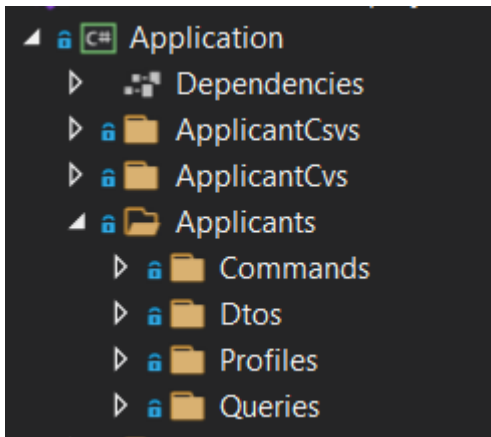 C# Application
Dependencies
ApplicantCsvs
ApplicantCvs
Applicants
Commands
Dtos
Profiles
Queries